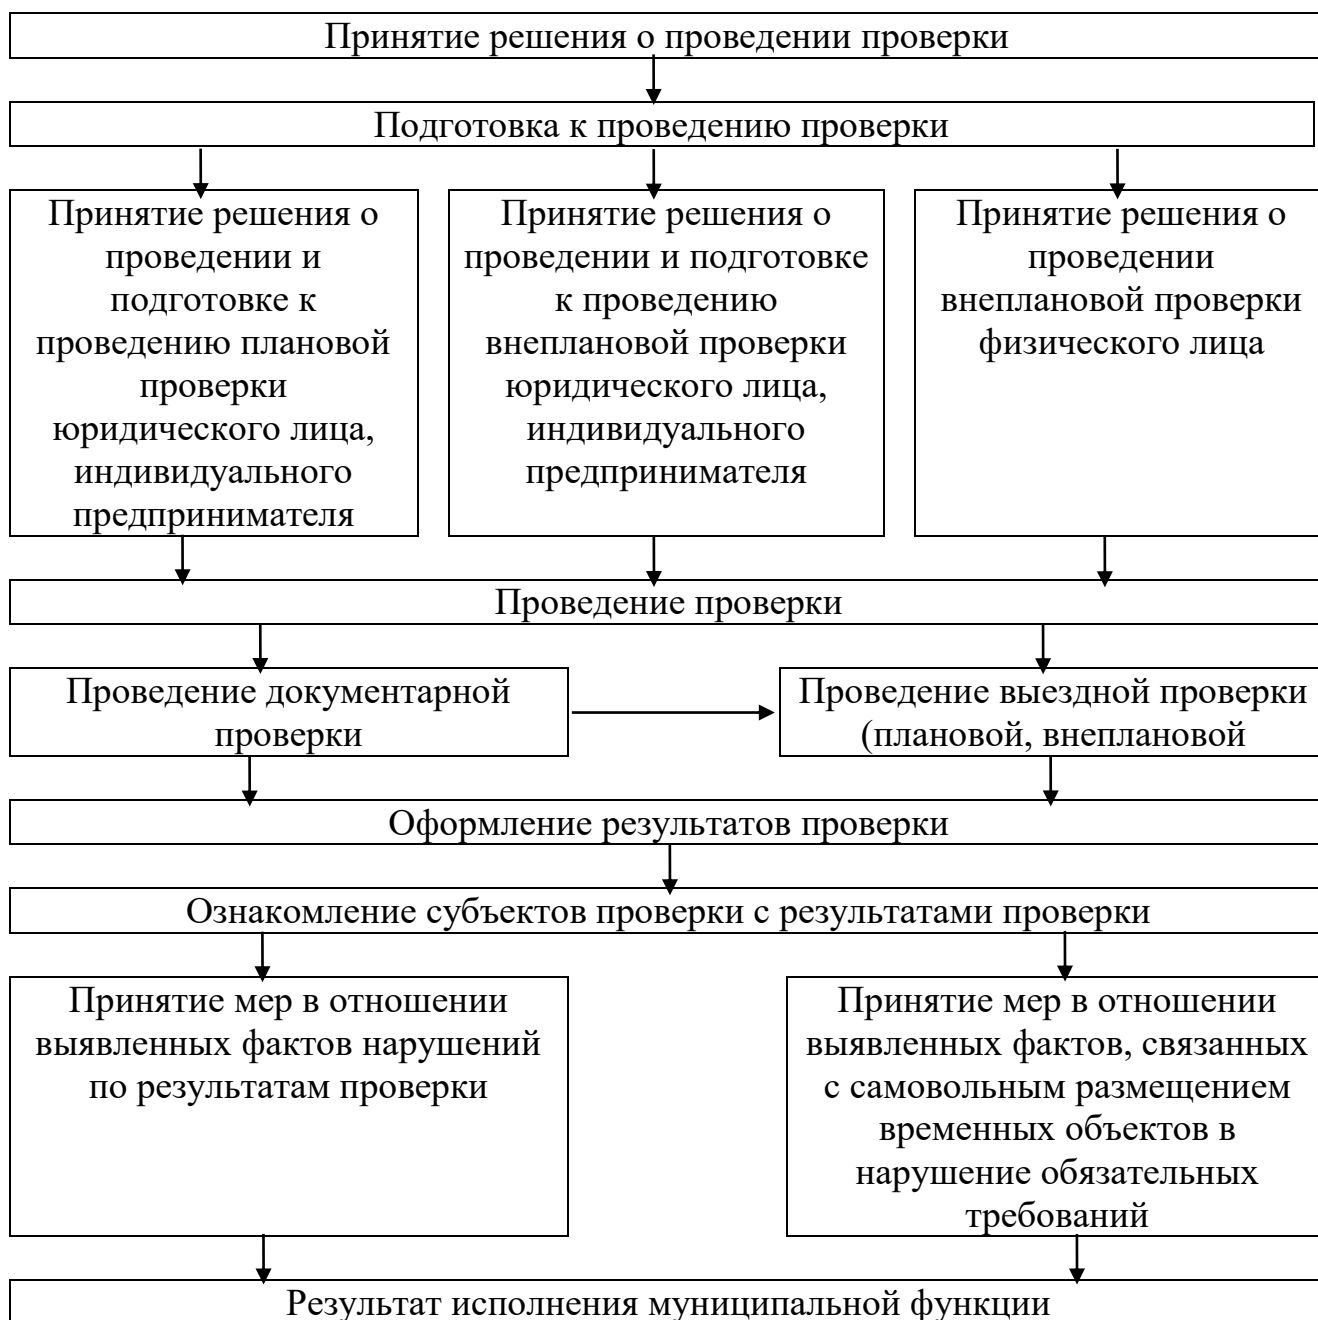 Принятие решения о проведении проверки
Подготовка к проведению проверки
Принятие решения о
проведении и
подготовке к
проведению плановой
проверки
юридического лица,
индивидуального
предпринимателя
Принятие решения о
проведении и подготовке
к проведению
внеплановой проверки
юридического лица,
индивидуального
предпринимателя
Принятие решения о
проведении
внеплановой проверки
физического лица
Проведение проверки
Проведение документарной
проверки
Проведение выездной проверки
(плановой, внеплановой
Оформление результатов проверки
Ознакомление субъектов проверки с результатами проверки
Принятие мер в отношении
выявленных фактов нарушений
по результатам проверки
Принятие мер в отношении
выявленных фактов, связанных
с самовольным размещением
временных объектов в
нарушение обязательных
требований
Результат исполнения муниципальной функции